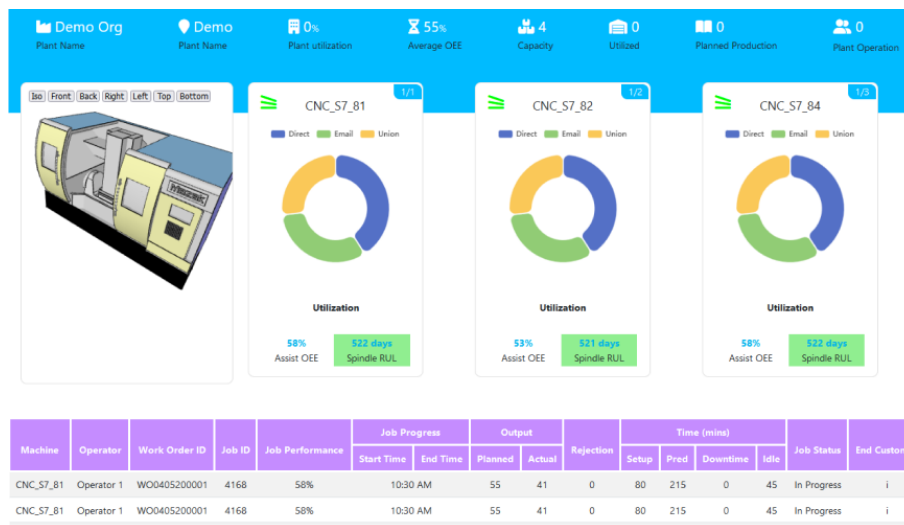 Demo Org Demo 0% 55% 4 0 0 0
Plant Name Plant Name Plant utilization Average OEE Capacity Utilized Planned Production Plant Operation
Iso Front Back Right Left Top Bottom
1/1
CNC_S7_81
Direct Email Union
Utilization
58% 522 days
Assist OEE Spindle RUL
1/2
CNC_S7_82
Direct Email Union
Utilization
53% 521 days
Assist OEE Spindle RUL
1/3
CNC_S7_84
Direct Email Union
Utilization
58% 522 days
Assist OEE Spindle RUL
Job Progress Output Time (mins)
Machine Operator Work Order ID Job ID Job Performance Rejection Job Status End Custom
Start Time End Time Planned Actual Setup Pred Downtime Idle
CNC_S7_81 Operator 1 WO0405200001 4168 58% 10:30 AM 55 41 0 80 215 0 45 In Progress i
CNC_S7_81 Operator 1 WO0405200001 4168 58% 10:30 AM 55 41 0 80 215 0 45 In Progress i